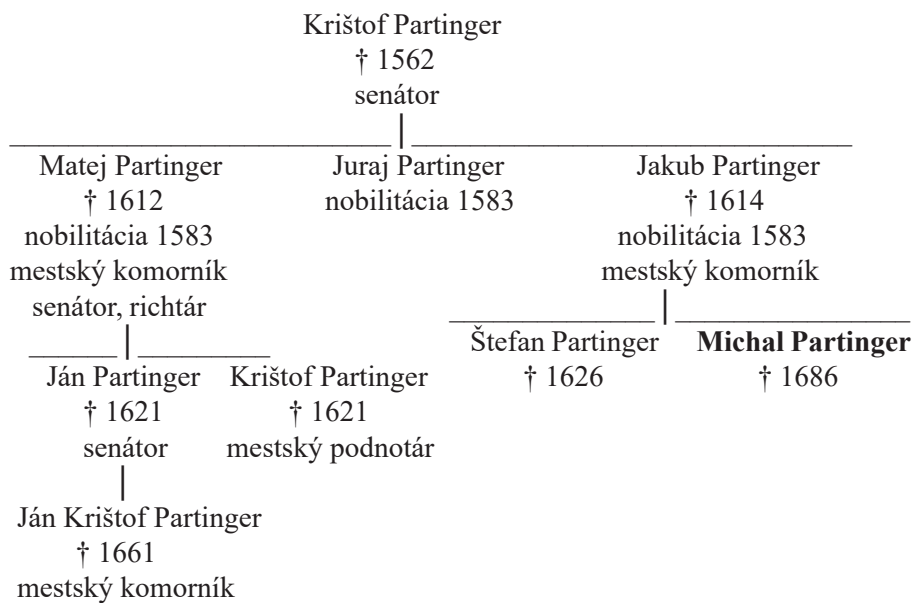 Krištof Partinger
† 1562
senátor
Matej Partinger
† 1612
nobilitácia 1583
mestský komorník
senátor, richtár
Juraj Partinger
nobilitácia 1583
Jakub Partinger
† 1614
nobilitácia 1583
mestský komorník
Ján Partinger
† 1621
senátor
Krištof Partinger
† 1621
mestský podnotár
Štefan Partinger
† 1626
Michal Partinger
† 1686
Ján Krištof Partinger
† 1661
mestský komorník